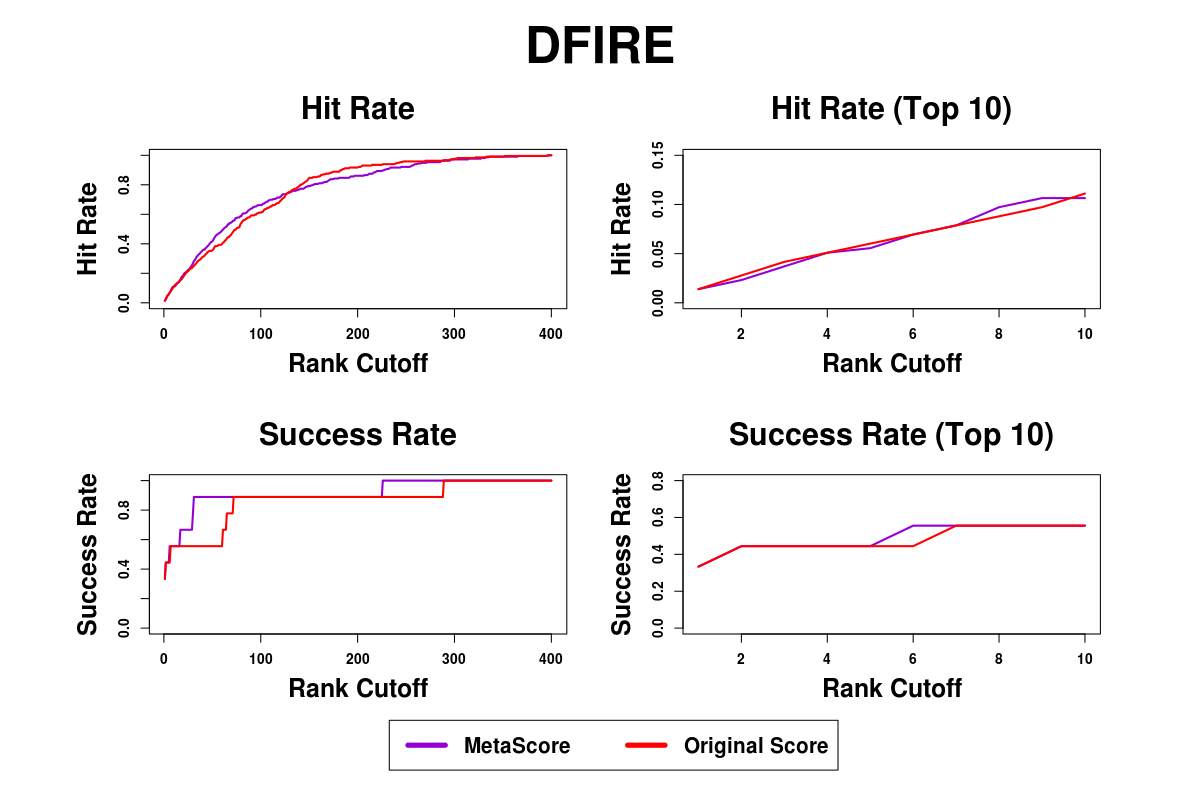 DFIRE
Hit Rate
Hit Rate
0.0 0.4 0.8
0 100 200 300 400
Rank Cutoff
Hit Rate (Top 10)
Hit Rate
0.00 0.05 0.10 0.15
2 4 6 8 10
Rank Cutoff
Success Rate
Success Rate
0.0 0.4 0.8
0 100 200 300 400
Rank Cutoff
Success Rate (Top 10)
Success Rate
0.0 0.2 0.4 0.6 0.8
2 4 6 8 10
Rank Cutoff
MetaScore Original Score